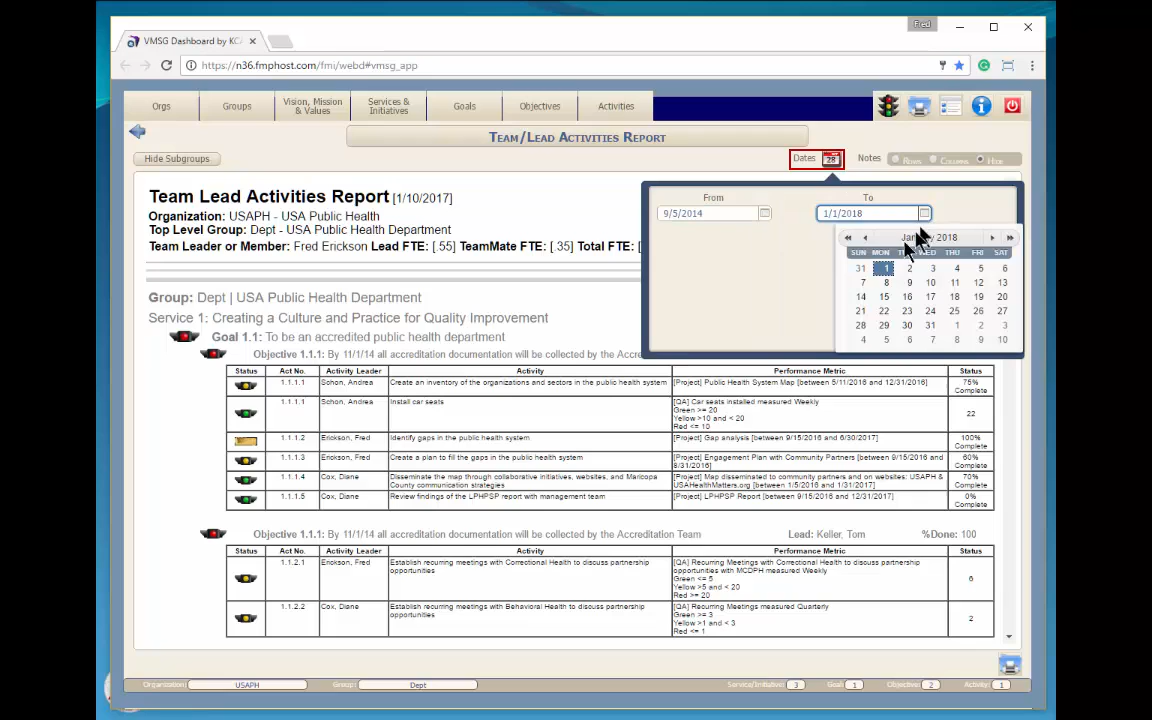 Fred
VMSG Dashboard by KC
https://n36.fmphost.com/fmi/webd#vmsg_app
Orgs
Groups
Vision, Mission
& Values
Services &
Initiatives
Goals
Objectives
Activities
Team/Lead Activities Report
Hide Subgroups
Dates
28
Notes
Rows
Columns
Hide
From
To
9/5/2014
1/1/2018
2018
SUN MON WED THU FRI SAT
31 1 2 3 4 5 6
7 8 9 10 11 12 13
14 15 16 17 18 19 20
21 22 23 24 25 26 27
28 29 30 31 1 2 3
4 5 6 7 8 9 10
Team Lead Activities Report [1/10/2017]
Organization: USAPH - USA Public Health
Top Level Group: Dept - USA Public Health Department
Team Leader or Member: Fred Erickson Lead FTE: [.55] TeamMate FTE: [.35] Total FTE: [
Group: Dept | USA Public Health Department
Service 1: Creating a Culture and Practice for Quality Improvement
Goal 1.1: To be an accredited public health department
Objective 1.1.1: By 11/1/14 all accreditation documentation will be collected by the Accre
Status Act No. Activity Leader Activity Performance Metric Status
1.1.1.1 Schon, Andrea Create an inventory of the organizations and sectors in the public health system [Project] Public Health System Map [between 5/11/2016 and 12/31/2016] 75%
Complete
1.1.1.1 Schon, Andrea Install car seats [QA] Car seats installed measured Weekly
Green >= 20
Yellow >10 and < 20
Red <= 10
22
1.1.1.2 Erickson, Fred Identify gaps in the public health system [Project] Gap analysis [between 9/15/2016 and 6/30/2017] 100%
Complete
1.1.1.3 Erickson, Fred Create a plan to fill the gaps in the public health system [Project] Engagement Plan with Community Partners [between 9/15/2016 and
8/31/2016]
60%
Complete
1.1.1.4 Cox, Diane Disseminate the map through collaborative initiatives, websites, and Maricopa
County communication strategies
[Project] Map disseminated to community partners and on websites: USAPH &
USAHealthMatters.org [between 1/5/2016 and 1/31/2017]
70%
Complete
1.1.1.5 Cox, Diane Review findings of the LPHPSP report with management team [Project] LPHPSP Report [between 9/15/2016 and 12/31/2017] 0%
Complete
Objective 1.1.1: By 11/1/14 all accreditation documentation will be collected by the Accreditation Team Lead: Keller, Tom %Done: 100
Status Act No. Activity Leader Activity Performance Metric Status
1.1.2.1 Erickson, Fred Establish recurring meetings with Correctional Health to discuss partnership
opportunities
[QA] Recurring Meetings with Correctional Health to discuss partnership
opportunities with MCDPH measured Weekly
Green <= 5
Yellow >5 and < 20
Red >= 20
6
1.1.2.2 Cox, Diane Establish recurring meetings with Behavioral Health to discuss partnership
opportunities
[QA] Recurring Meetings measured Quarterly
Green >= 3
Yellow >1 and < 3
Red <= 1
2
Organization: USAPH Group: Dept Service/Initiative: 3 Goal: 1 Objective: 2 Activity: 1